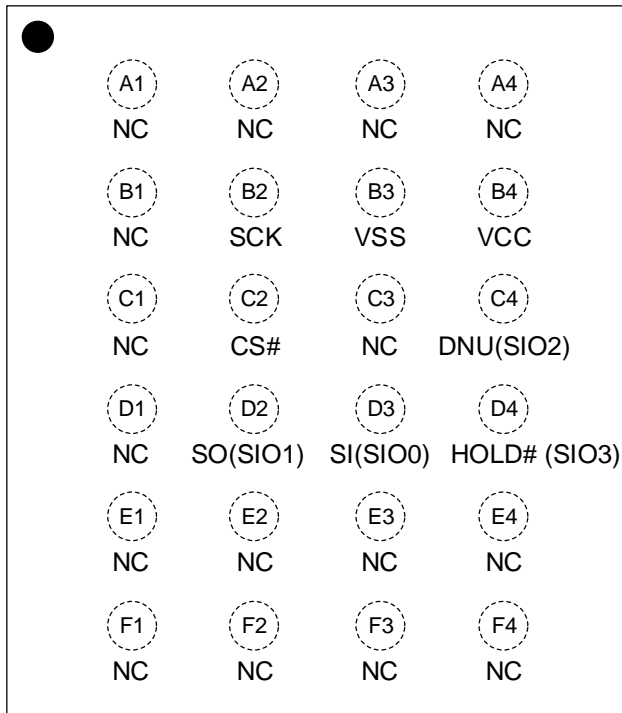 A1 A2 A3 A4
NC NC NC NC
B1 B2 B3 B4
NC SCK VSS VCC
C1 C2 C3 C4
NC CS# NC DNU(SIO2)
D1 D2 D3 D4
NC SO(SIO1) SI(SIO0) HOLD# (SIO3)
E1 E2 E3 E4
NC NC NC NC
F1 F2 F3 F4
NC NC NC NC